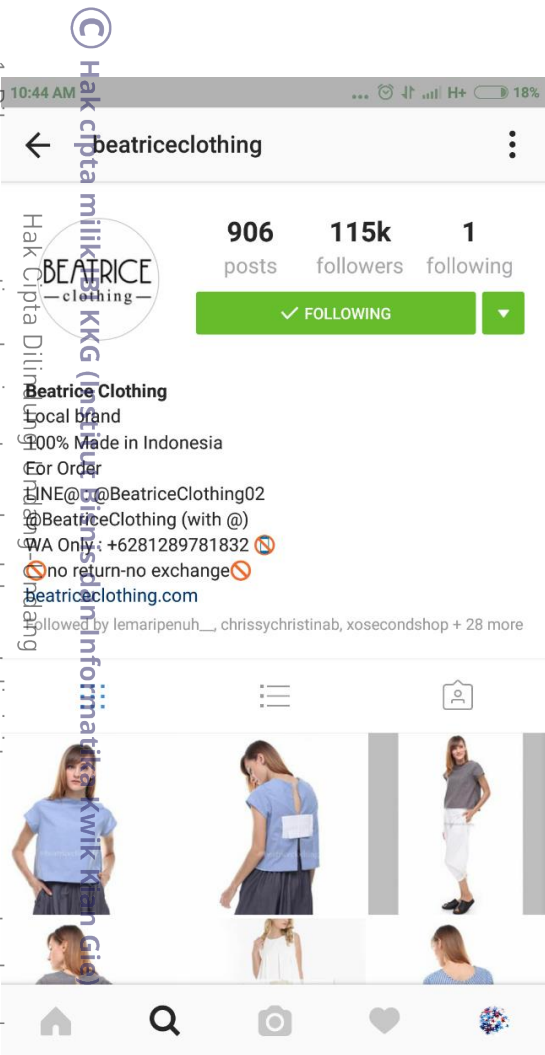 10:44 AM
... H+ 18%
beatriceclothing
906 115k 1
posts followers following
BEATRICE
clothing
FOLLOWING
Beatrice Clothing
Local brand
100% Made in Indonesia
For Order
LINE@ : @BeatriceClothing02
@BeatriceClothing (with @)
WA Only : +6281289781832
no return-no exchange
beatriceclothing.com
Followed by lemaripenuh__, chrissychristinab, xosecondshop + 28 more
© Hak cipta milik IBI KKG (Institut Bisnis dan Informatika Kwik Kian Gie)
Hak Cipta Dilindungi Undang-Undang